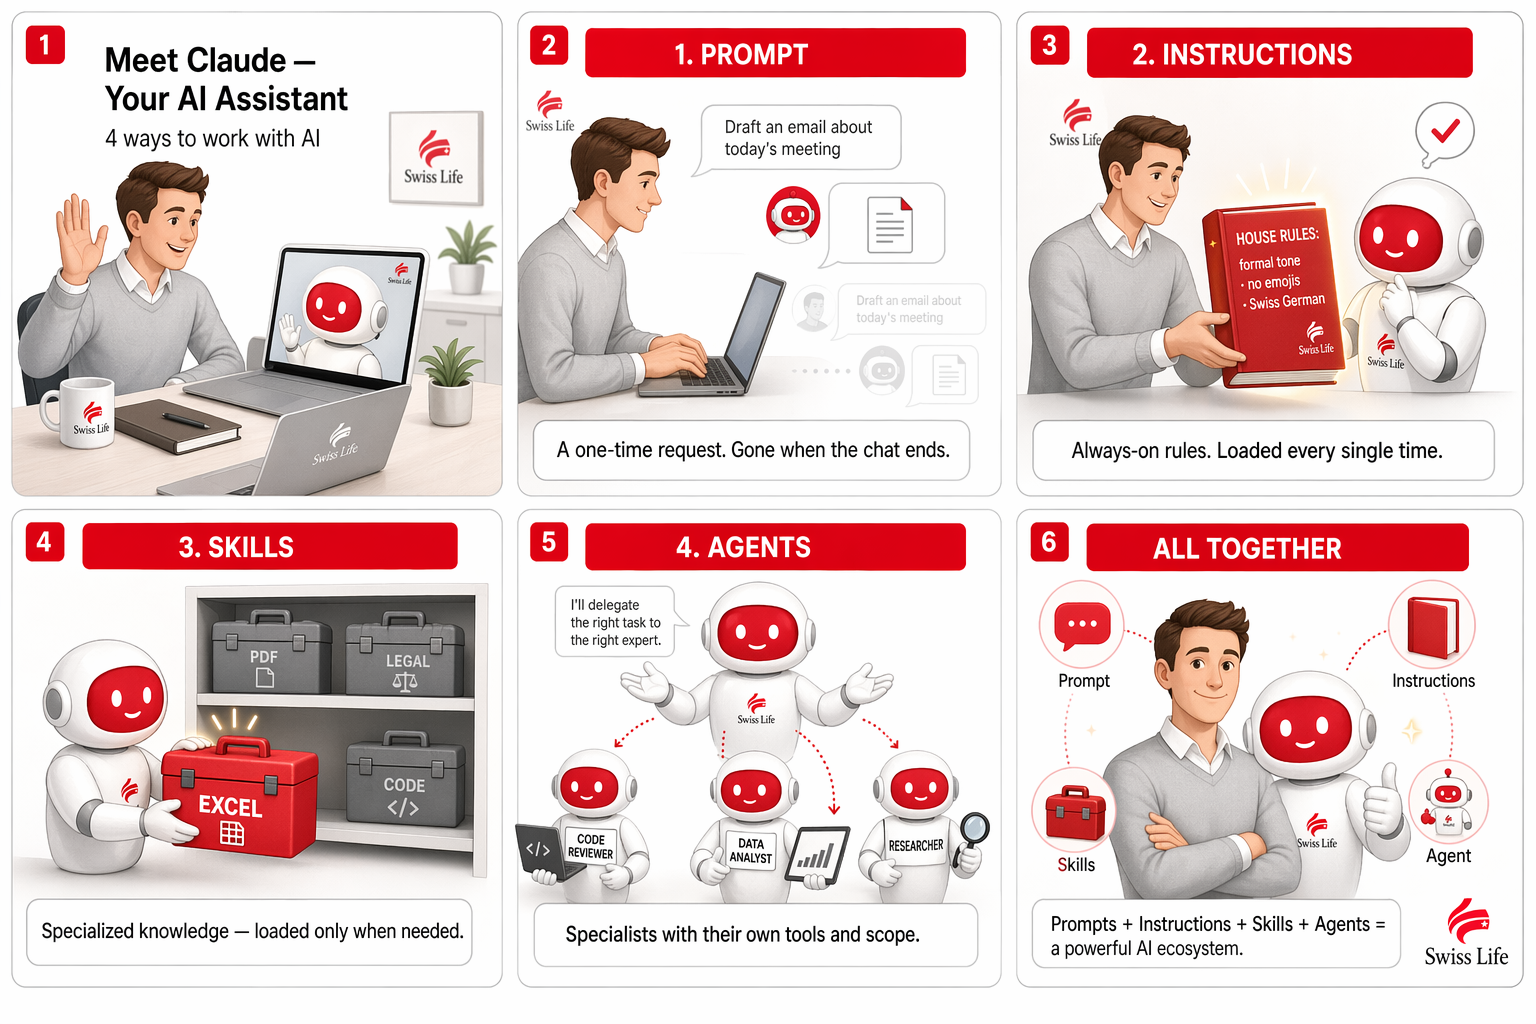 1
Meet Claude –
Your AI Assistant
4 ways to work with AI
Swiss Life
Swiss Life
Swiss Life
Swiss Life
2
1. PROMPT
Swiss Life
Draft an email about
today's meeting
Draft an email about
today's meeting
A one-time request. Gone when the chat ends.
3
2. INSTRUCTIONS
Swiss Life
HOUSE RULES:
formal tone
· no emojis
· Swiss German
Swiss Life
Swiss Life
Always-on rules. Loaded every single time.
4
3. SKILLS
PDF
LEGAL
EXCEL
CODE
</>
Specialized knowledge — loaded only when needed.
5
4. AGENTS
I'll delegate
the right task to
the right expert.
Swiss Life
</>
CODE
REVIEWER
DATA
ANALYST
RESEARCHER
Specialists with their own tools and scope.
6
ALL TOGETHER
Prompt
Instructions
Swiss Life
Skills
Agent
Prompts + Instructions + Skills + Agents =
a powerful AI ecosystem.
Swiss Life